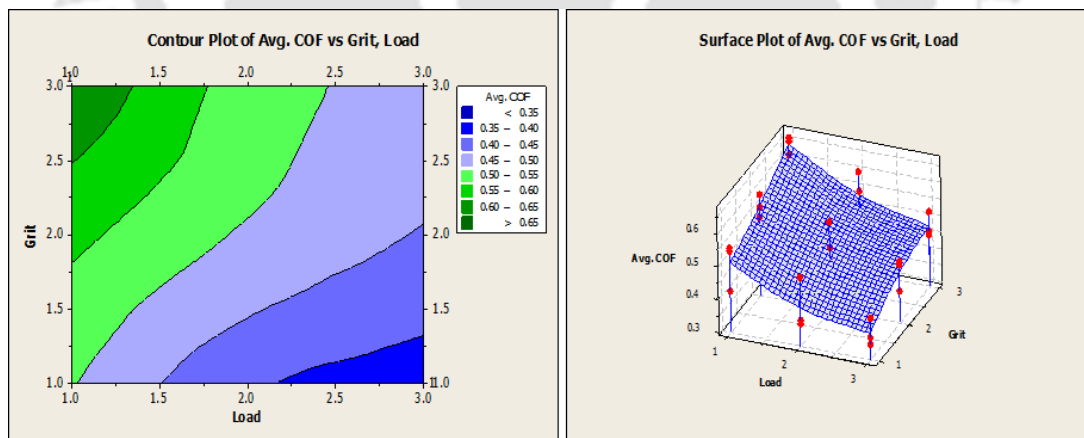 Contour Plot of Avg. COF vs Grit, Load
1.0 1.5 2.0 2.5 3.0
3.0 3.0
2.5 2.5
2.0 2.0
1.5 1.5
1.0
1.0 1.5 2.0 2.5 3.0
Grit
Load
Avg. COF
< 0.35
0.35 – 0.40
0.40 – 0.45
0.45 – 0.50
0.50 – 0.55
0.55 – 0.60
0.60 – 0.65
> 0.65
Surface Plot of Avg. COF vs Grit, Load
0.6
0.5
Avg.COF
0.4
0.3
1 2 3
Load
1 2 3
Grit